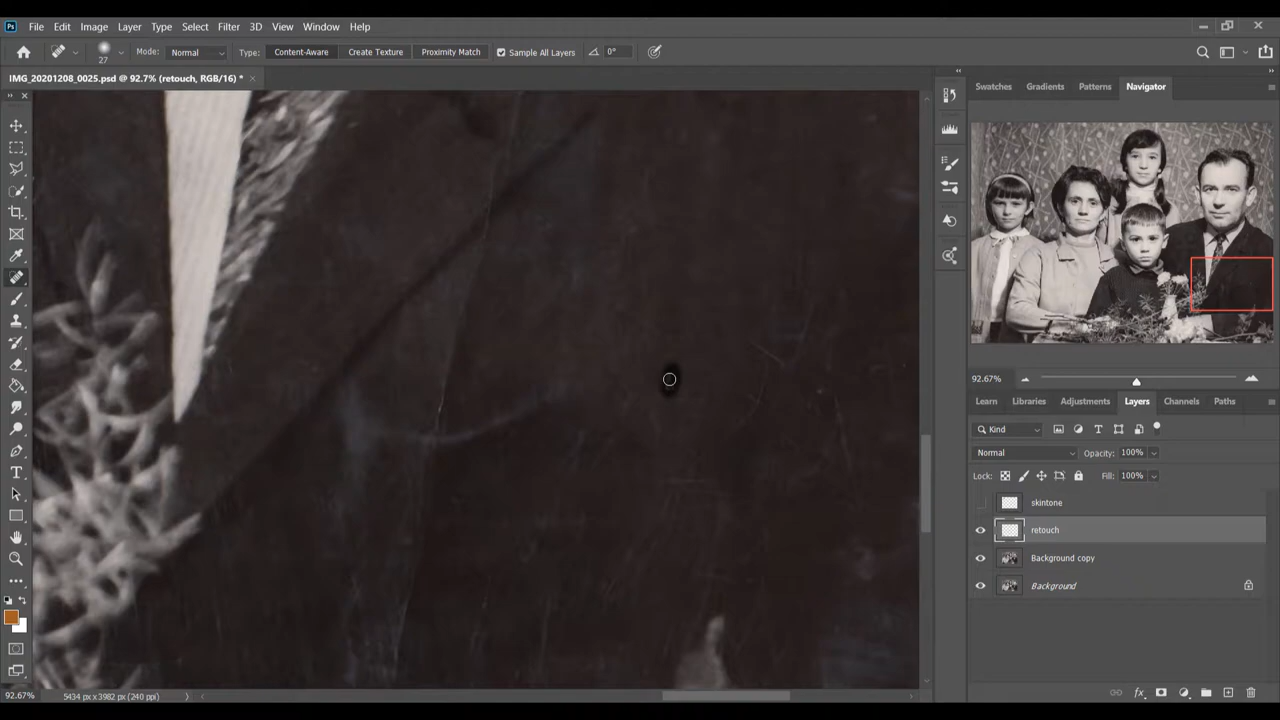 Ps File Edit Image Layer Type Select Filter 3D View Window Help
27 Mode: Normal Type: Content-Aware Create Texture Proximity Match Sample All Layers 0°
IMG_20201208_0025.psd @ 92.7% (retouch, RGB/16) *
Swatches Gradients Patterns Navigator
92.67%
Learn Libraries Adjustments Layers Channels Paths
Kind
Normal Opacity: 100%
Lock: Fill: 100%
skintone
retouch
Background copy
Background
92.67% 5434 px x 3982 px (240 ppi)